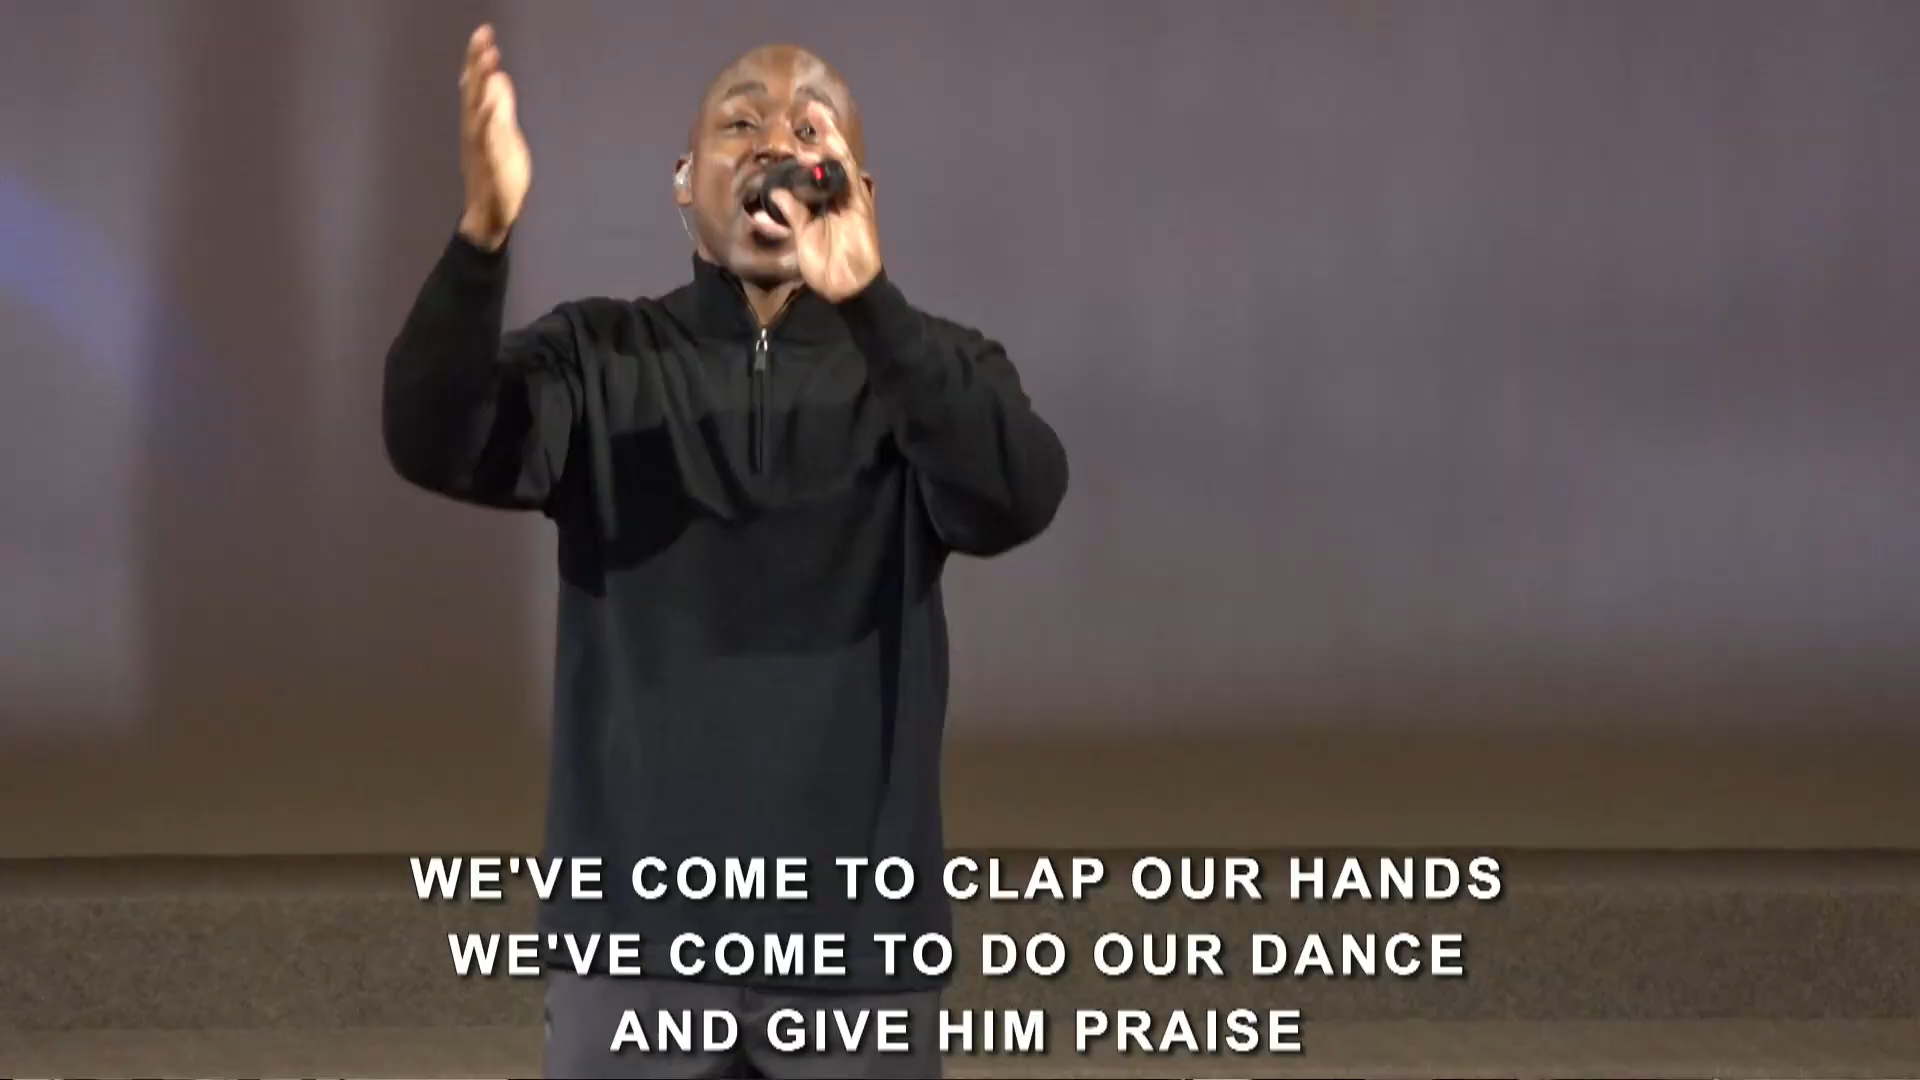 WE'VE COME TO CLAP OUR HANDS
WE'VE COME TO DO OUR DANCE
AND GIVE HIM PRAISE